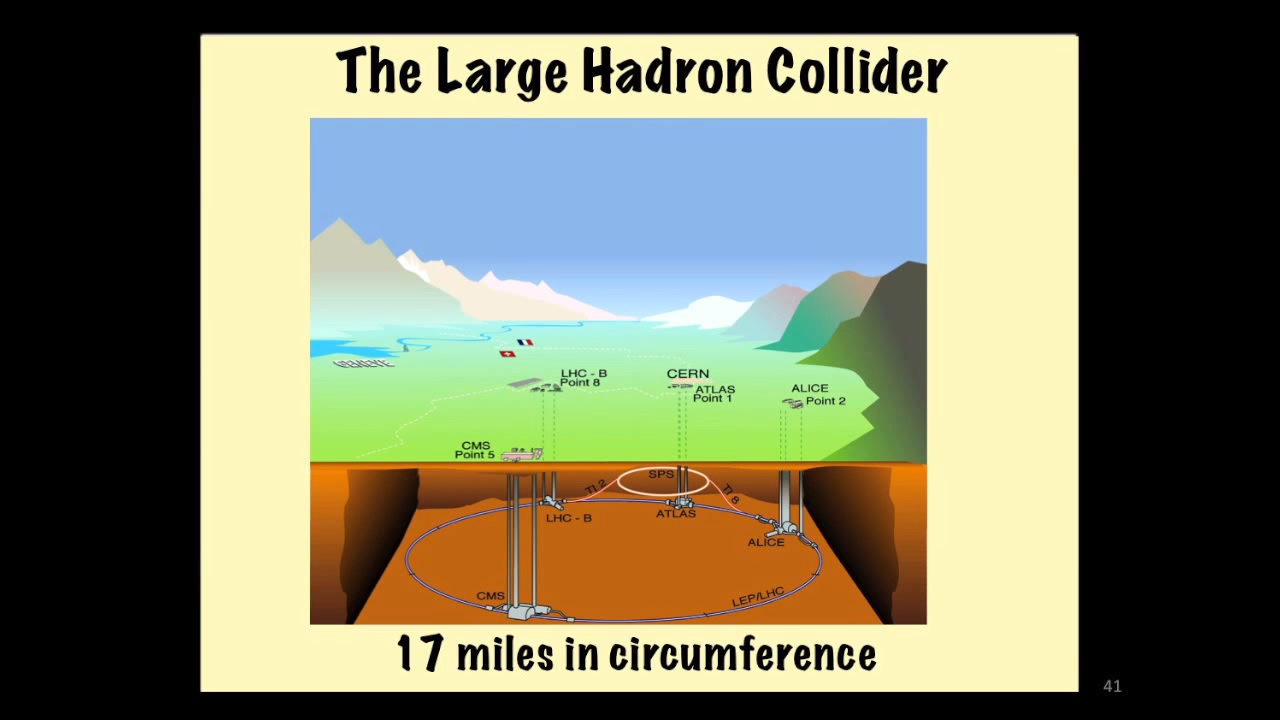 The Large Hadron Collider
GENÈVE
LHC - B
Point 8
CERN
ATLAS
Point 1
ALICE
Point 2
CMS
Point 5
SPS
TI 2
TI 8
LHC - B
ATLAS
ALICE
CMS
LEP/LHC
17 miles in circumference
41